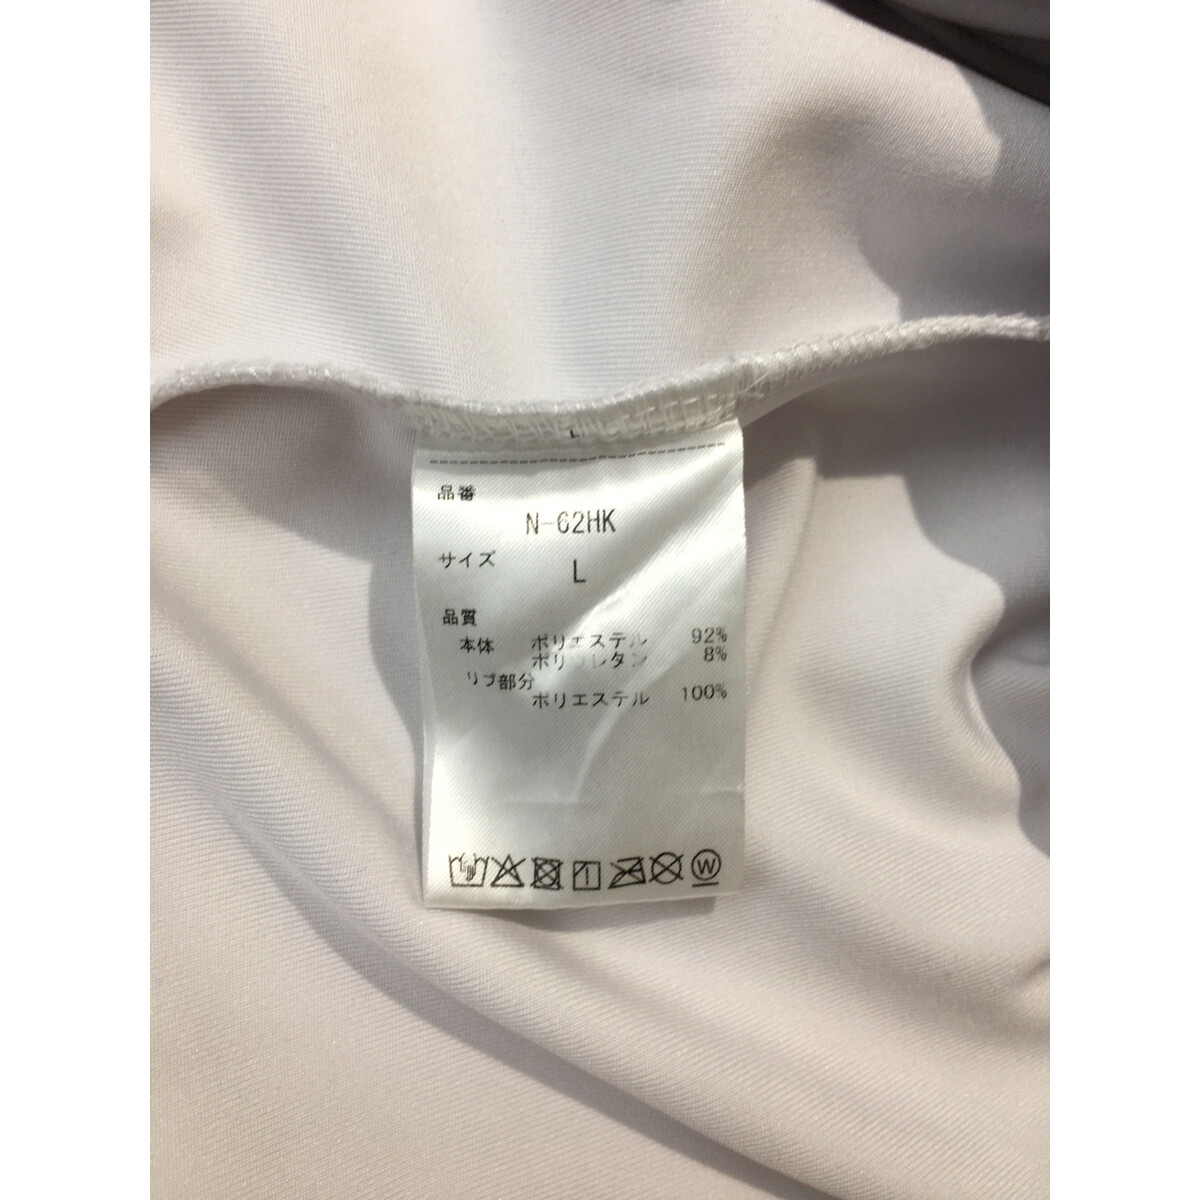 L
品番
N-62HK
サイズ
L
品質
本体 ポリエステル 92%
ポリウレタン 8%
リブ部分
ポリエステル 100%
W